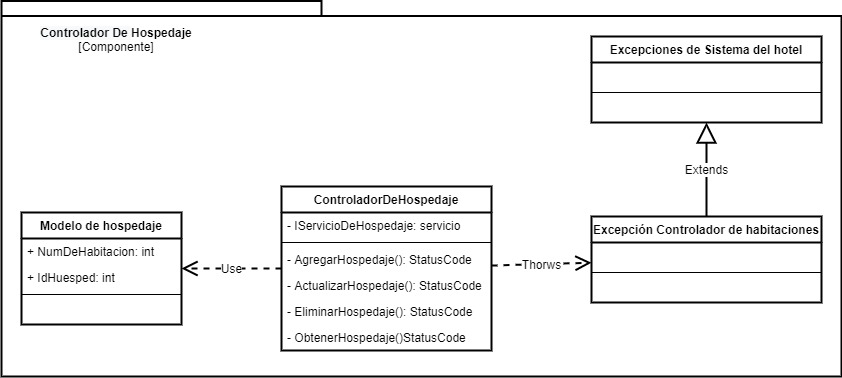 Controlador De Hospedaje
[Componente]
Excepciones de Sistema del hotel
Extends
Excepción Controlador de habitaciones
ControladorDeHospedaje
- IServicioDeHospedaje: servicio
- AgregarHospedaje(): StatusCode
- ActualizarHospedaje(): StatusCode
- EliminarHospedaje(): StatusCode
- ObtenerHospedaje()StatusCode
Modelo de hospedaje
+ NumDeHabitacion: int
+ IdHuesped: int
Use
Thorws